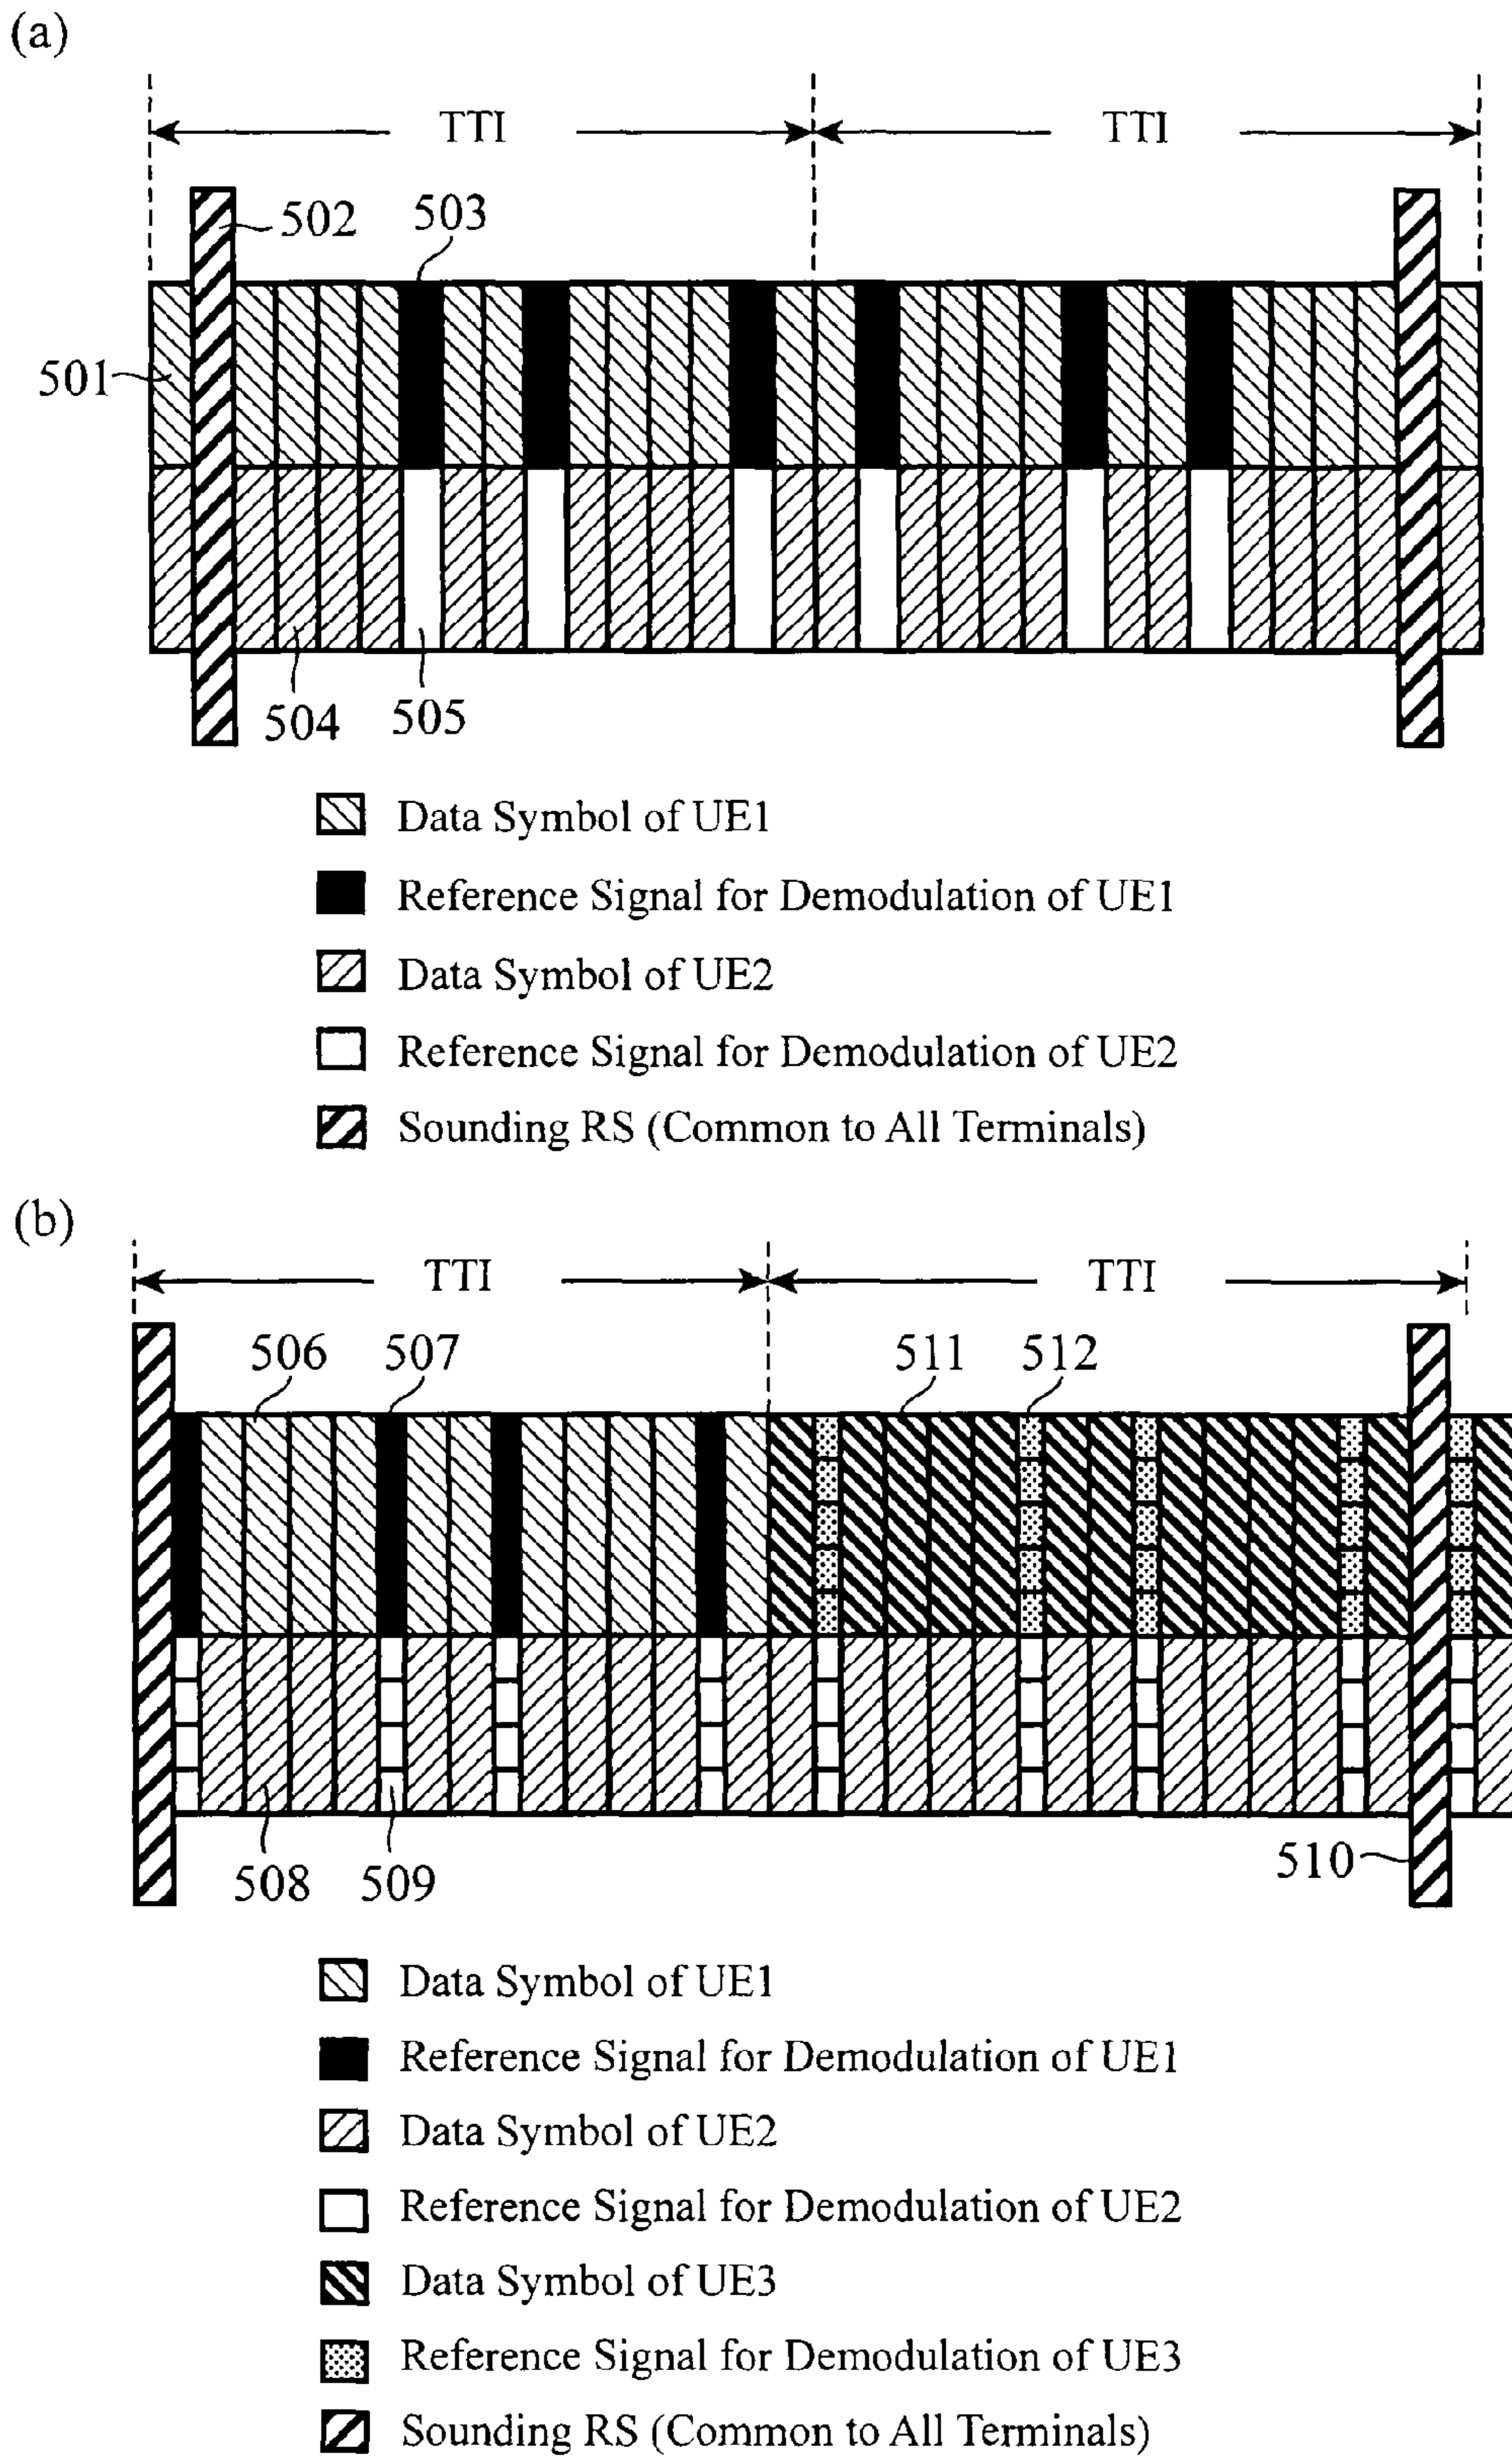 (a)
TTI TTI
502 503
501
504 505
Data Symbol of UE1
Reference Signal for Demodulation of UE1
Data Symbol of UE2
Reference Signal for Demodulation of UE2
Sounding RS (Common to All Terminals)
(b)
TTI TTI
506 507 511 512
508 509 510
Data Symbol of UE1
Reference Signal for Demodulation of UE1
Data Symbol of UE2
Reference Signal for Demodulation of UE2
Data Symbol of UE3
Reference Signal for Demodulation of UE3
Sounding RS (Common to All Terminals)